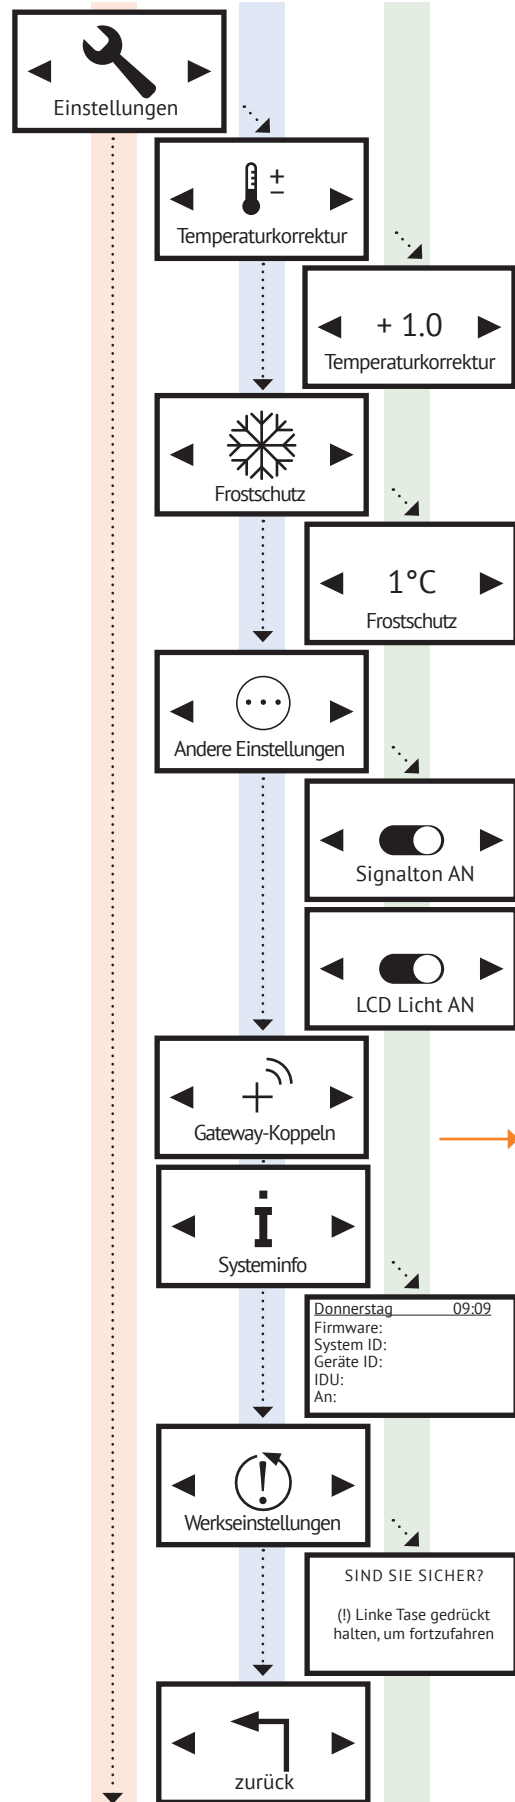 Einstellungen
Temperaturkorrektur
+ 1.0
Temperaturkorrektur
Frostschutz
1°C
Frostschutz
Andere Einstellungen
Signalton AN
LCD Licht AN
Gateway-Koppeln
Systeminfo
Donnerstag 09:09
Firmware:
System ID:
Geräte ID:
IDU:
An:
Werkseinstellungen
SIND SIE SICHER?
(!) Linke Tase gedrückt
halten, um fortzufahren
zurück